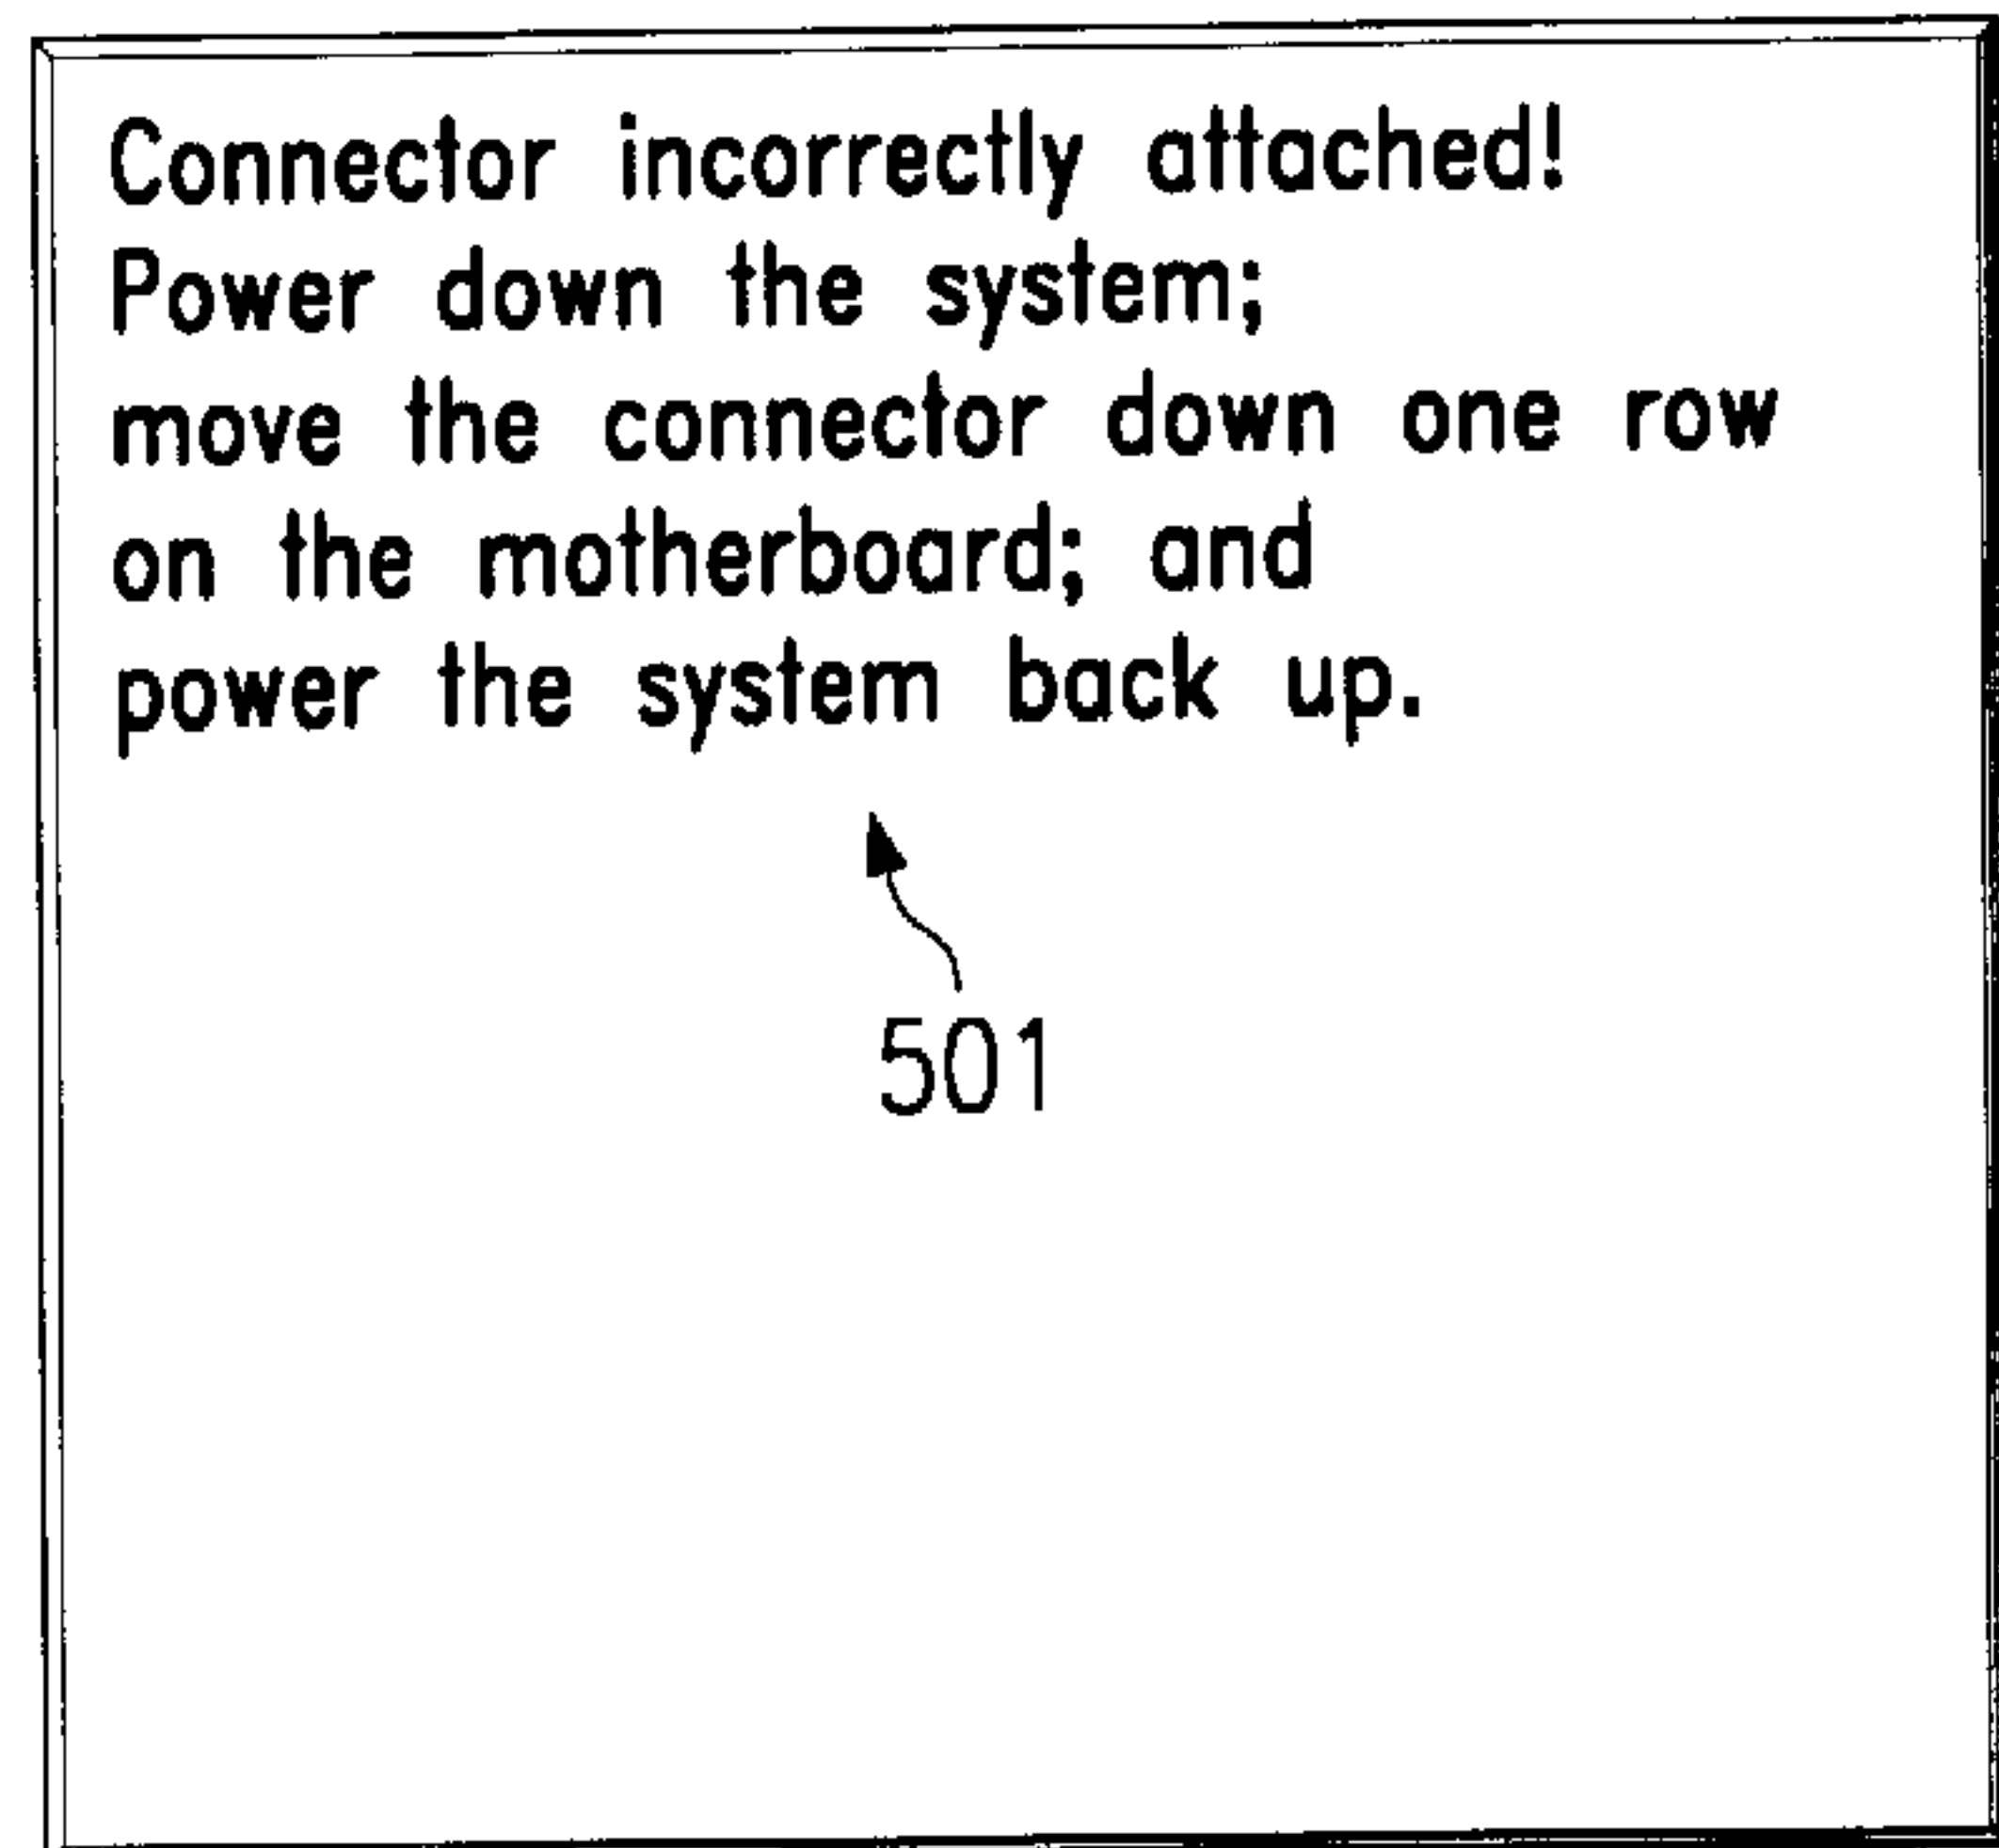 Connector incorrectly attached!
Power down the system;
move the connector down one row
on the motherboard; and
power the system back up.
501